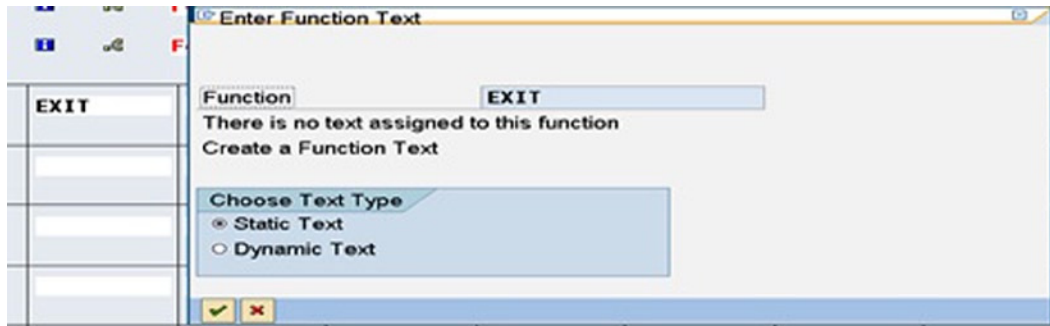 Enter Function Text
F
EXIT
Function EXIT
There is no text assigned to this function
Create a Function Text
Choose Text Type
Static Text
Dynamic Text